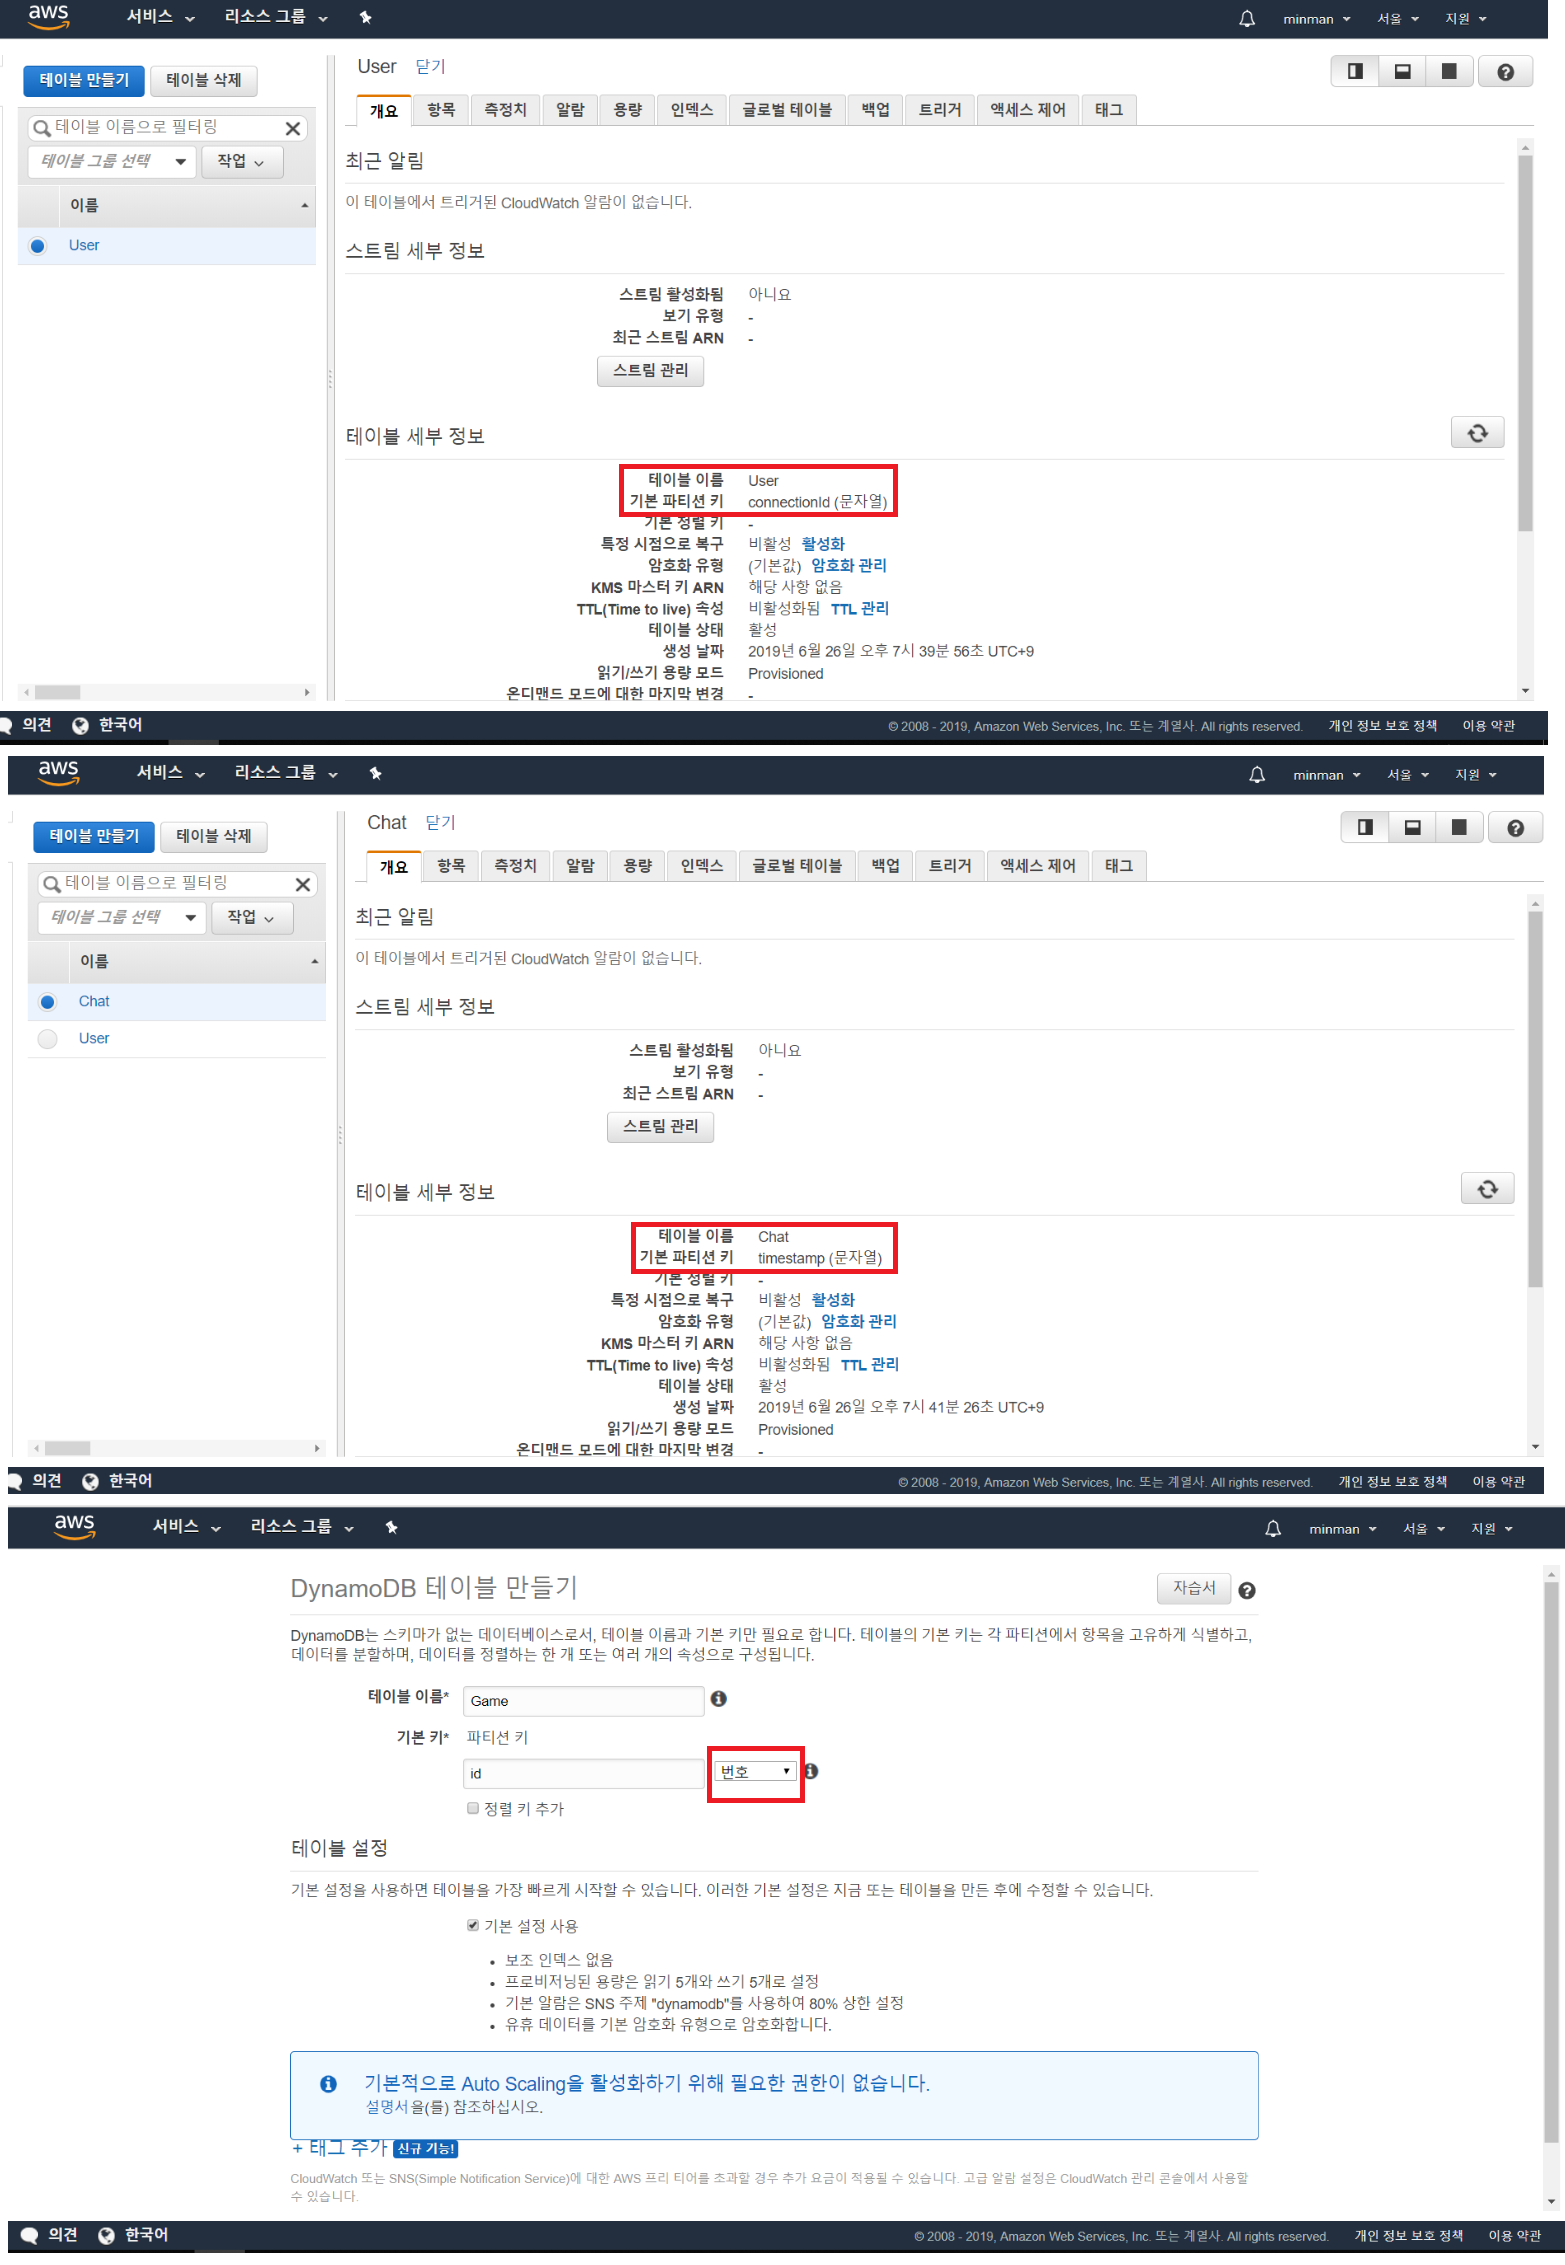 aws 서비스 리소스 그룹 minman 서울 지원
테이블 만들기 테이블 삭제
User 닫기
개요 항목 측정치 알람 용량 인덱스 글로벌 테이블 백업 트리거 액세스 제어 태그
테이블 이름으로 필터링
테이블 그룹 선택 작업
이름
User
최근 알림
이 테이블에서 트리거된 CloudWatch 알람이 없습니다.
스트림 세부 정보
스트림 활성화됨 아니요
보기 유형 -
최근 스트림 ARN -
스트림 관리
테이블 세부 정보
테이블 이름 User
기본 파티션 키 connectionId (문자열)
기본 정렬 키 -
특정 시점으로 복구 비활성 활성화
암호화 유형 (기본값) 암호화 관리
KMS 마스터 키 ARN 해당 사항 없음
TTL(Time to live) 속성 비활성화됨 TTL 관리
테이블 상태 활성
생성 날짜 2019년 6월 26일 오후 7시 39분 56초 UTC+9
읽기/쓰기 용량 모드 Provisioned
온디맨드 모드에 대한 마지막 변경 -
의견 한국어 © 2008 - 2019, Amazon Web Services, Inc. 또는 계열사. All rights reserved. 개인 정보 보호 정책 이용 약관
aws 서비스 리소스 그룹 minman 서울 지원
테이블 만들기 테이블 삭제
Chat 닫기
개요 항목 측정치 알람 용량 인덱스 글로벌 테이블 백업 트리거 액세스 제어 태그
테이블 이름으로 필터링
테이블 그룹 선택 작업
이름
Chat
User
최근 알림
이 테이블에서 트리거된 CloudWatch 알람이 없습니다.
스트림 세부 정보
스트림 활성화됨 아니요
보기 유형 -
최근 스트림 ARN -
스트림 관리
테이블 세부 정보
테이블 이름 Chat
기본 파티션 키 timestamp (문자열)
기본 정렬 키 -
특정 시점으로 복구 비활성 활성화
암호화 유형 (기본값) 암호화 관리
KMS 마스터 키 ARN 해당 사항 없음
TTL(Time to live) 속성 비활성화됨 TTL 관리
테이블 상태 활성
생성 날짜 2019년 6월 26일 오후 7시 41분 26초 UTC+9
읽기/쓰기 용량 모드 Provisioned
온디맨드 모드에 대한 마지막 변경 -
의견 한국어 © 2008 - 2019, Amazon Web Services, Inc. 또는 계열사. All rights reserved. 개인 정보 보호 정책 이용 약관
aws 서비스 리소스 그룹 minman 서울 지원
DynamoDB 테이블 만들기 자습서
DynamoDB는 스키마가 없는 데이터베이스로서, 테이블 이름과 기본 키만 필요로 합니다. 테이블의 기본 키는 각 파티션에서 항목을 고유하게 식별하고,
데이터를 분할하며, 데이터를 정렬하는 한 개 또는 여러 개의 속성으로 구성됩니다.
테이블 이름* Game
기본 키* 파티션 키
id 번호
정렬 키 추가
테이블 설정
기본 설정을 사용하면 테이블을 가장 빠르게 시작할 수 있습니다. 이러한 기본 설정은 지금 또는 테이블을 만든 후에 수정할 수 있습니다.
기본 설정 사용
• 보조 인덱스 없음
• 프로비저닝된 용량은 읽기 5개와 쓰기 5개로 설정
• 기본 알람은 SNS 주제 "dynamodb"를 사용하여 80% 상한 설정
• 유휴 데이터를 기본 암호화 유형으로 암호화합니다.
기본적으로 Auto Scaling을 활성화하기 위해 필요한 권한이 없습니다.
설명서을(를) 참조하십시오.
+ 태그 추가 신규 기능!
CloudWatch 또는 SNS(Simple Notification Service)에 대한 AWS 프리 티어를 초과할 경우 추가 요금이 적용될 수 있습니다. 고급 알람 설정은 CloudWatch 관리 콘솔에서 사용할
수 있습니다.
의견 한국어 © 2008 - 2019, Amazon Web Services, Inc. 또는 계열사. All rights reserved. 개인 정보 보호 정책 이용 약관